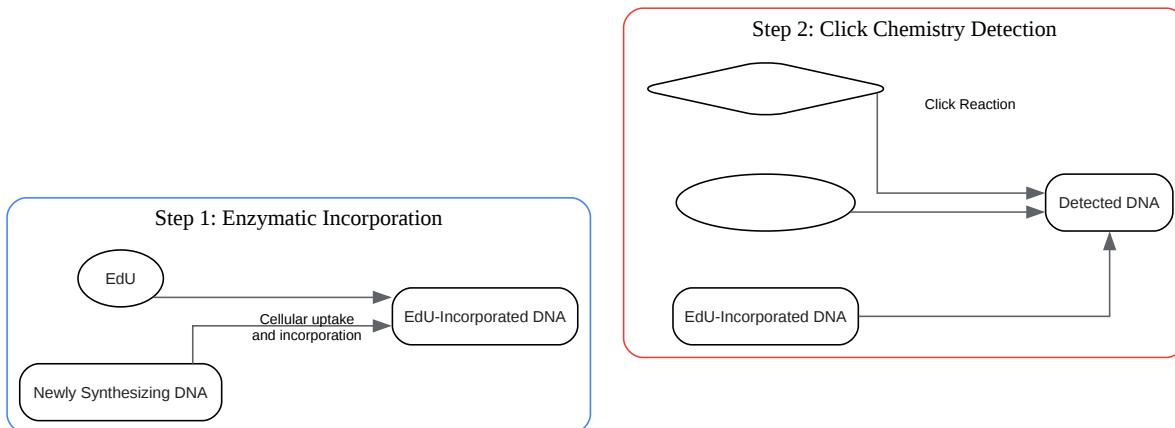 Step 2: Click Chemistry Detection
Click Reaction
Detected DNA
EdU-Incorporated DNA
Step 1: Enzymatic Incorporation
EdU
EdU-Incorporated DNA
Cellular uptake
and incorporation
Newly Synthesizing DNA